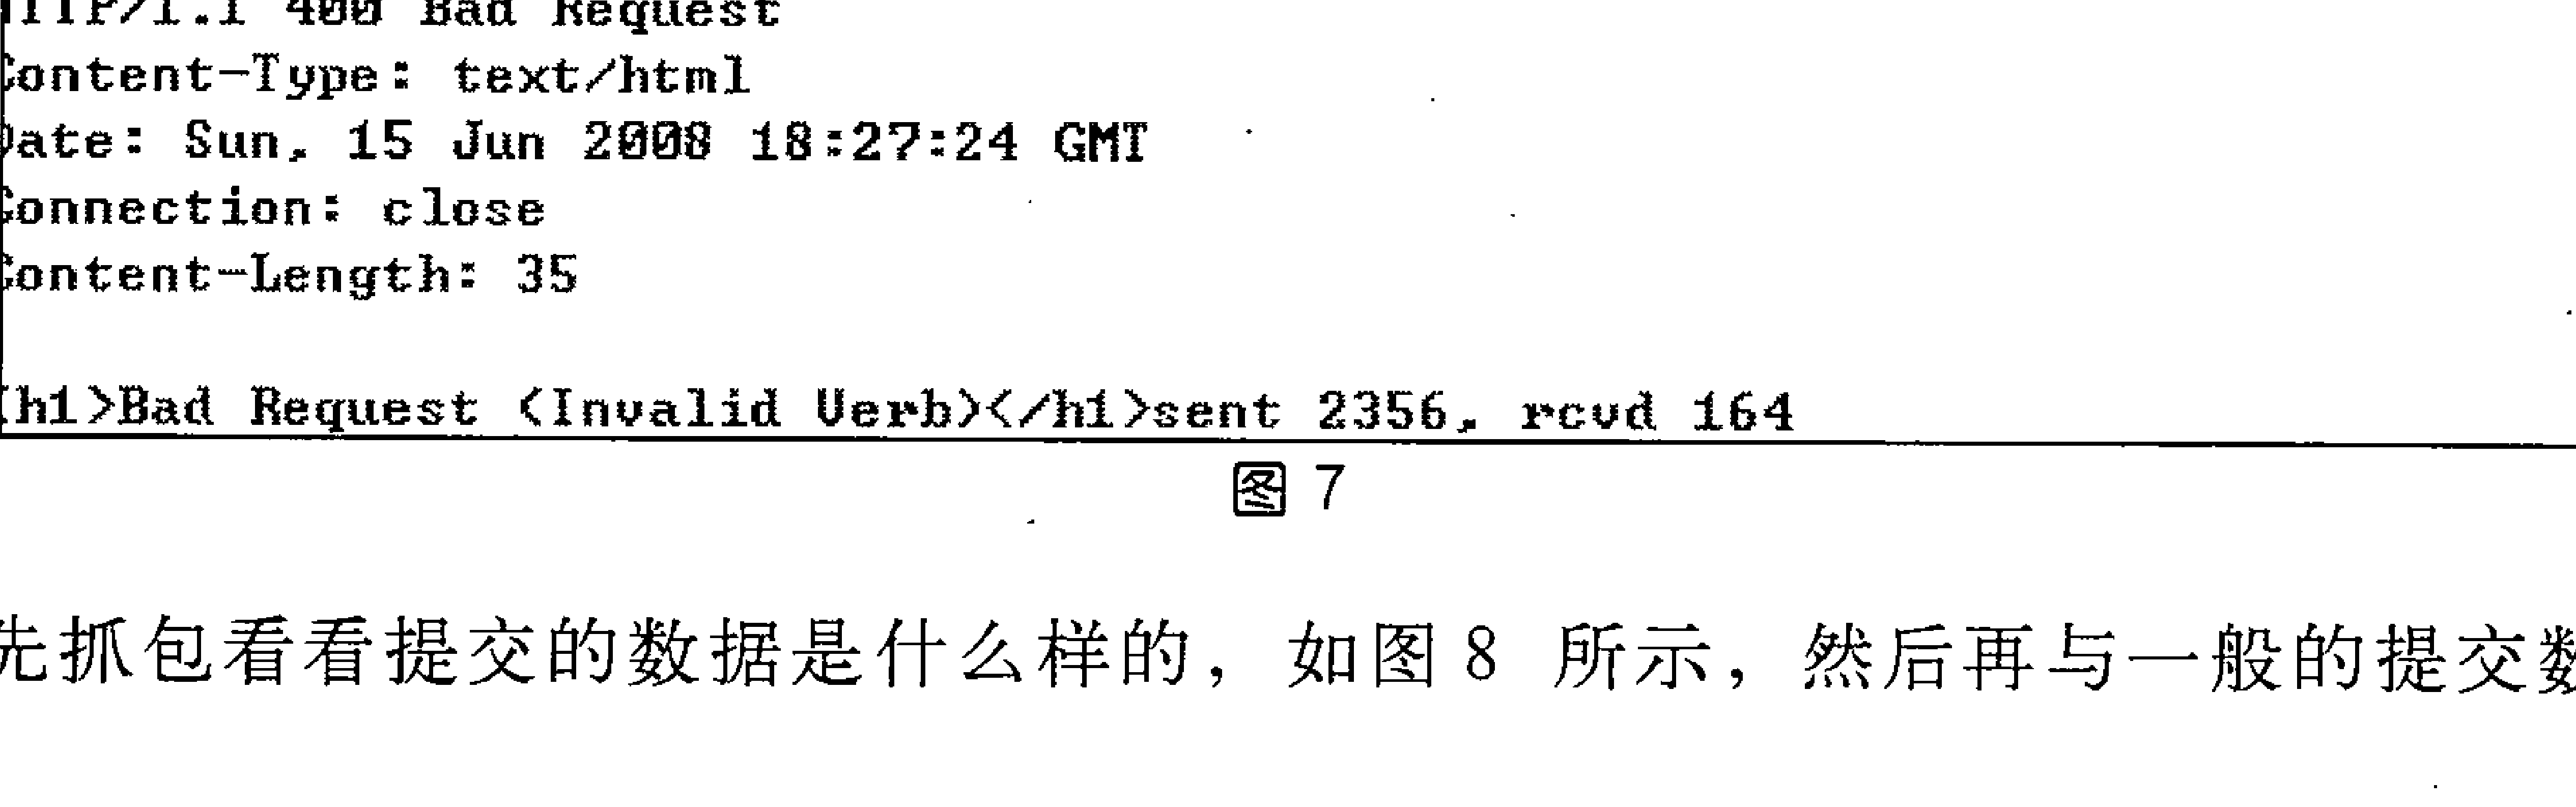 HTTP/1.1 400 Bad Request
Content-Type: text/html
Date: Sun, 15 Jun 2008 18:27:24 GMT
Connection: close
Content-Length: 35
<h1>Bad Request (Invalid Verb)</h1>sent 2356, rcvd 164
图 7
先抓包看看提交的数据是什么样的，如图 8 所示，然后再与一般的提交数